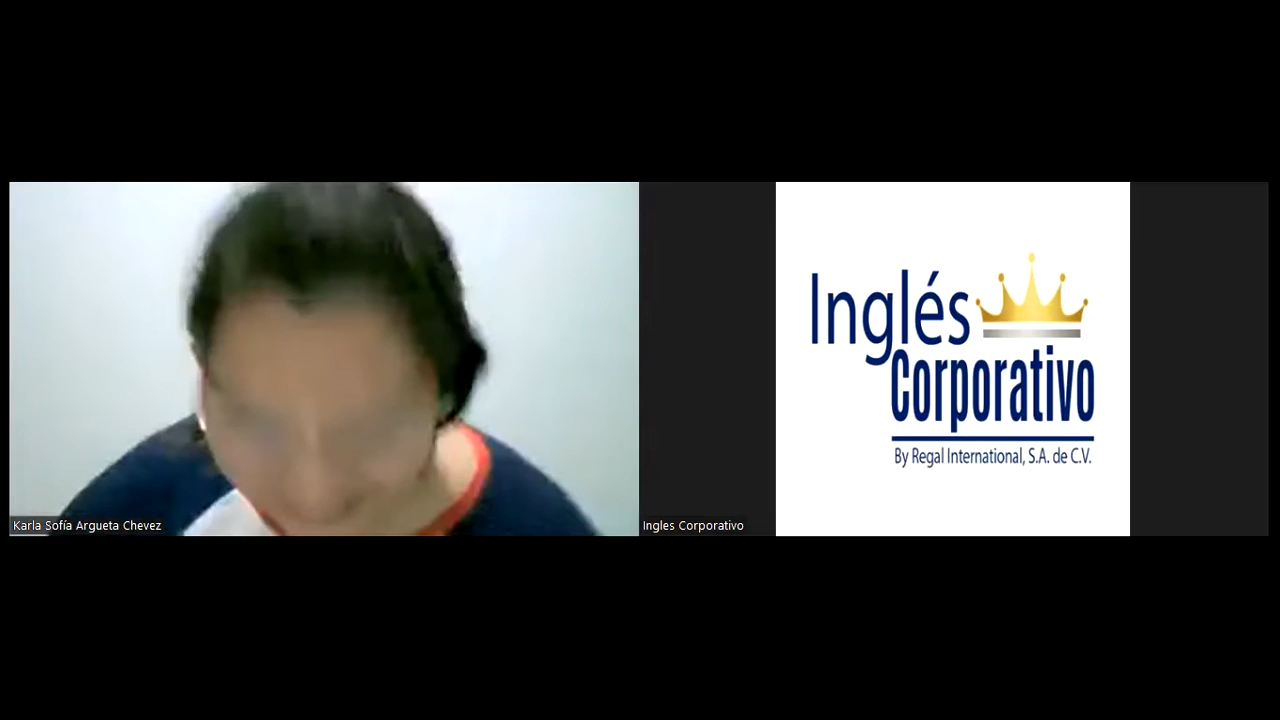 Inglés
Corporativo
By Regal International, S.A. de C.V.
Karla Sofía Argueta Chevez
Ingles Corporativo